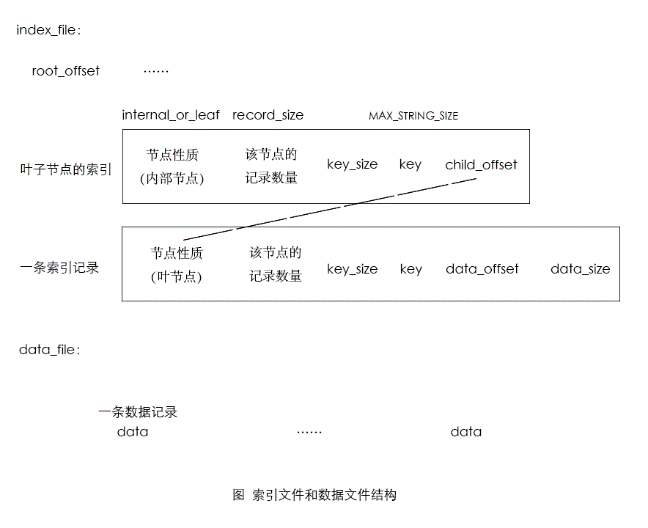 index_file:
root_offset ······
internal_or_leaf record_size MAX_STRING_SIZE
叶子节点的索引
节点性质 该节点的
(内部节点) 记录数量 key_size key child_offset
一条索引记录
节点性质 该节点的
(叶节点) 记录数量 key_size key data_offset data_size
data_file:
一条数据记录
data ······ data
图 索引文件和数据文件结构